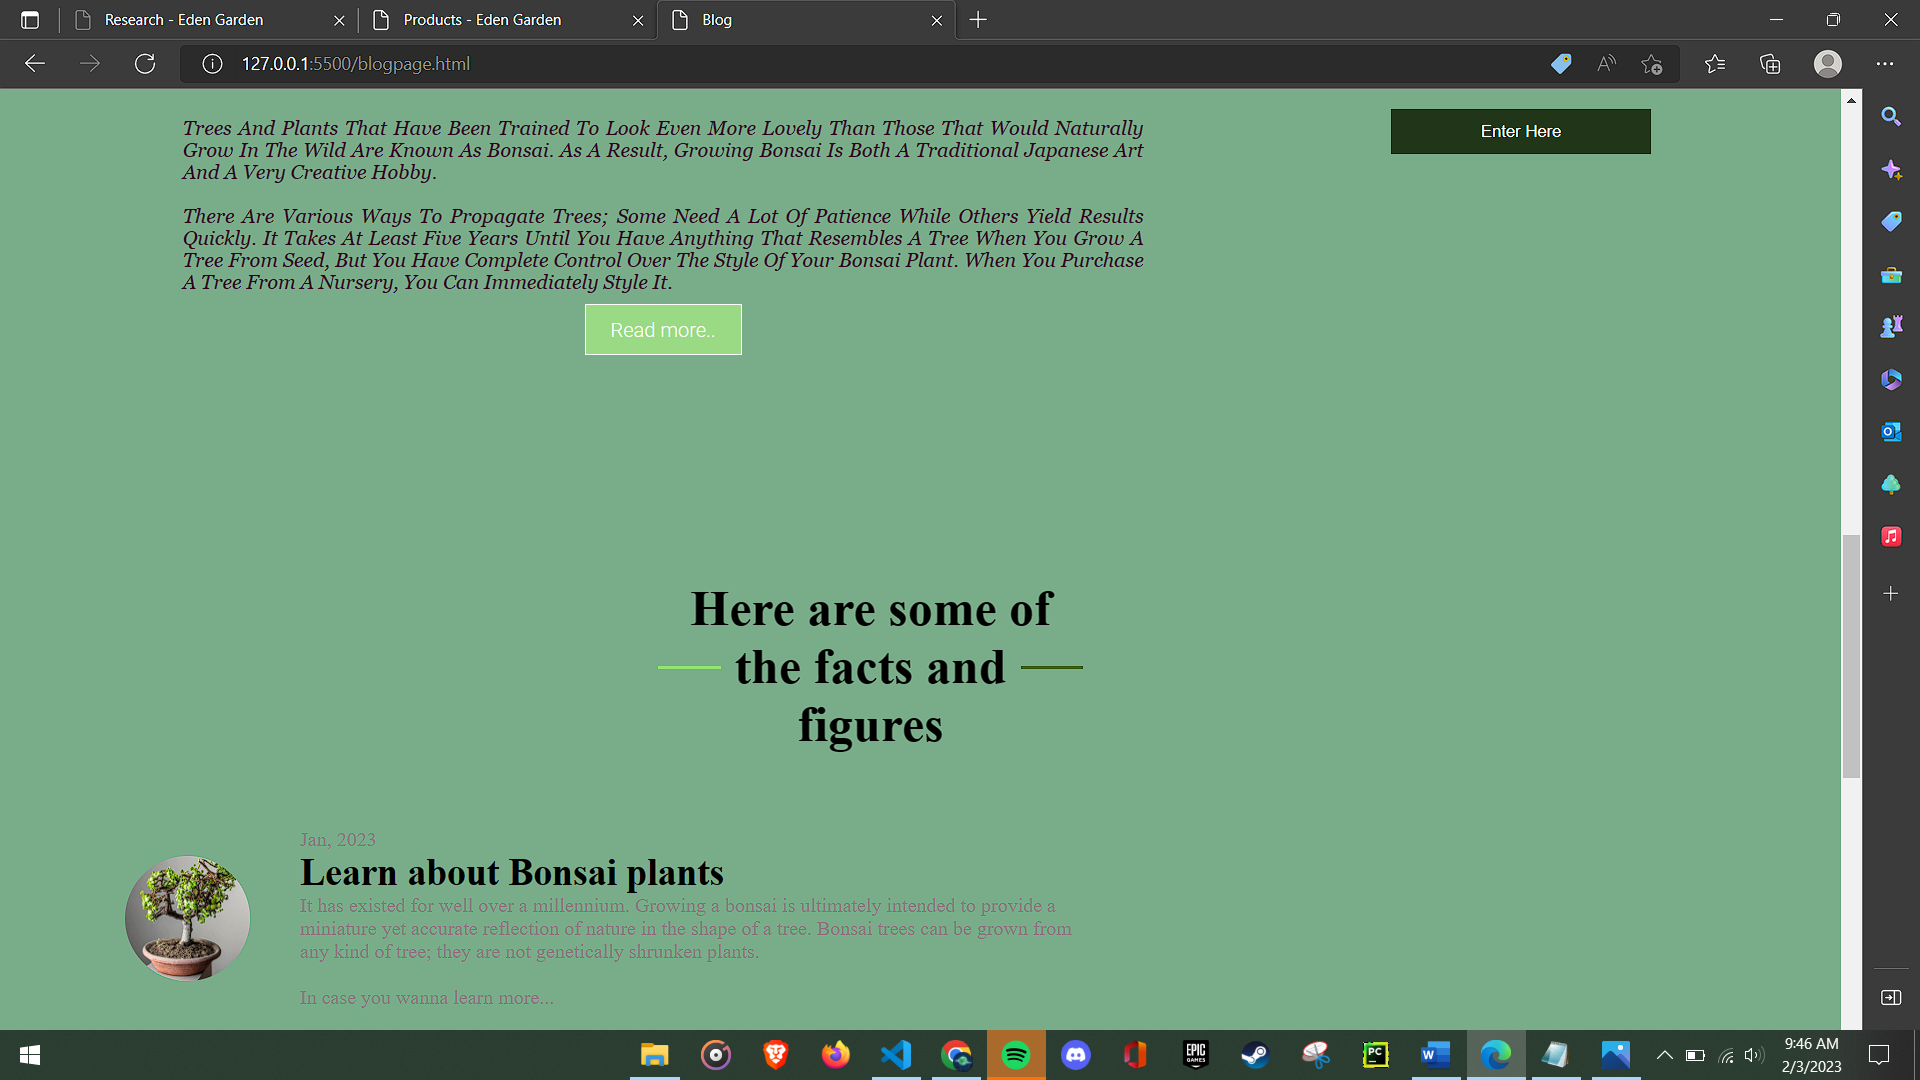 Research - Eden Garden
Products - Eden Garden
Blog
127.0.0.1:5500/blogpage.html
Trees And Plants That Have Been Trained To Look Even More Lovely Than Those That Would Naturally
Grow In The Wild Are Known As Bonsai. As A Result, Growing Bonsai Is Both A Traditional Japanese Art
And A Very Creative Hobby.
Enter Here
There Are Various Ways To Propagate Trees; Some Need A Lot Of Patience While Others Yield Results
Quickly. It Takes At Least Five Years Until You Have Anything That Resembles A Tree When You Grow A
Tree From Seed, But You Have Complete Control Over The Style Of Your Bonsai Plant. When You Purchase
A Tree From A Nursery, You Can Immediately Style It.
Read more..
Here are some of
the facts and
figures
Jan, 2023
Learn about Bonsai plants
It has existed for well over a millennium. Growing a bonsai is ultimately intended to provide a
miniature yet accurate reflection of nature in the shape of a tree. Bonsai trees can be grown from
any kind of tree; they are not genetically shrunken plants.
In case you wanna learn more...
EPIC
GAMES
PC
W
9:46 AM
2/3/2023